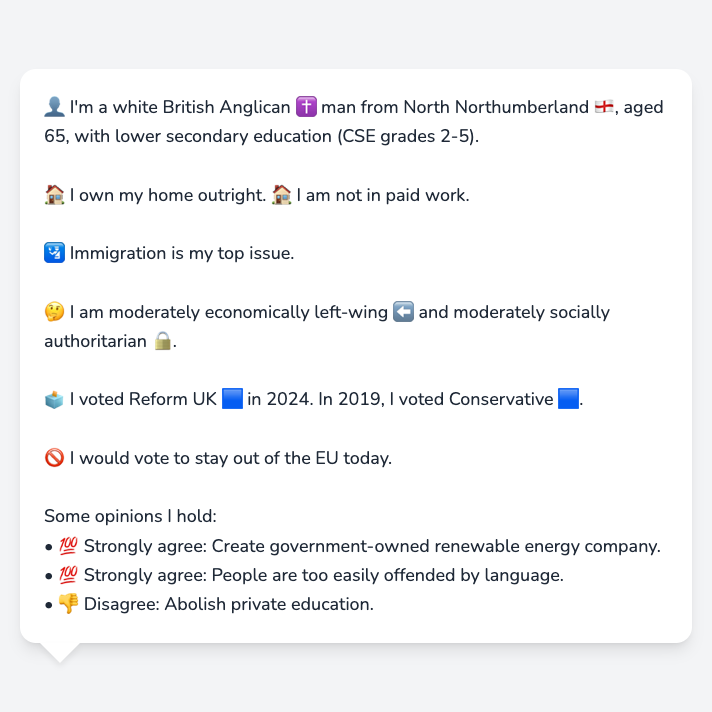 👤 I'm a white British Anglican ✝️ man from North Northumberland 🏴󠁧󠁢󠁥󠁮󠁧󠁿, aged
65, with lower secondary education (CSE grades 2-5).
🏠 I own my home outright. 🏠 I am not in paid work.
🛂 Immigration is my top issue.
🤔 I am moderately economically left-wing ⬅️ and moderately socially
authoritarian 🔒.
🗳️ I voted Reform UK 🟦 in 2024. In 2019, I voted Conservative 🟦.
🚫 I would vote to stay out of the EU today.
Some opinions I hold:
• 💯 Strongly agree: Create government-owned renewable energy company.
• 💯 Strongly agree: People are too easily offended by language.
• 👎 Disagree: Abolish private education.